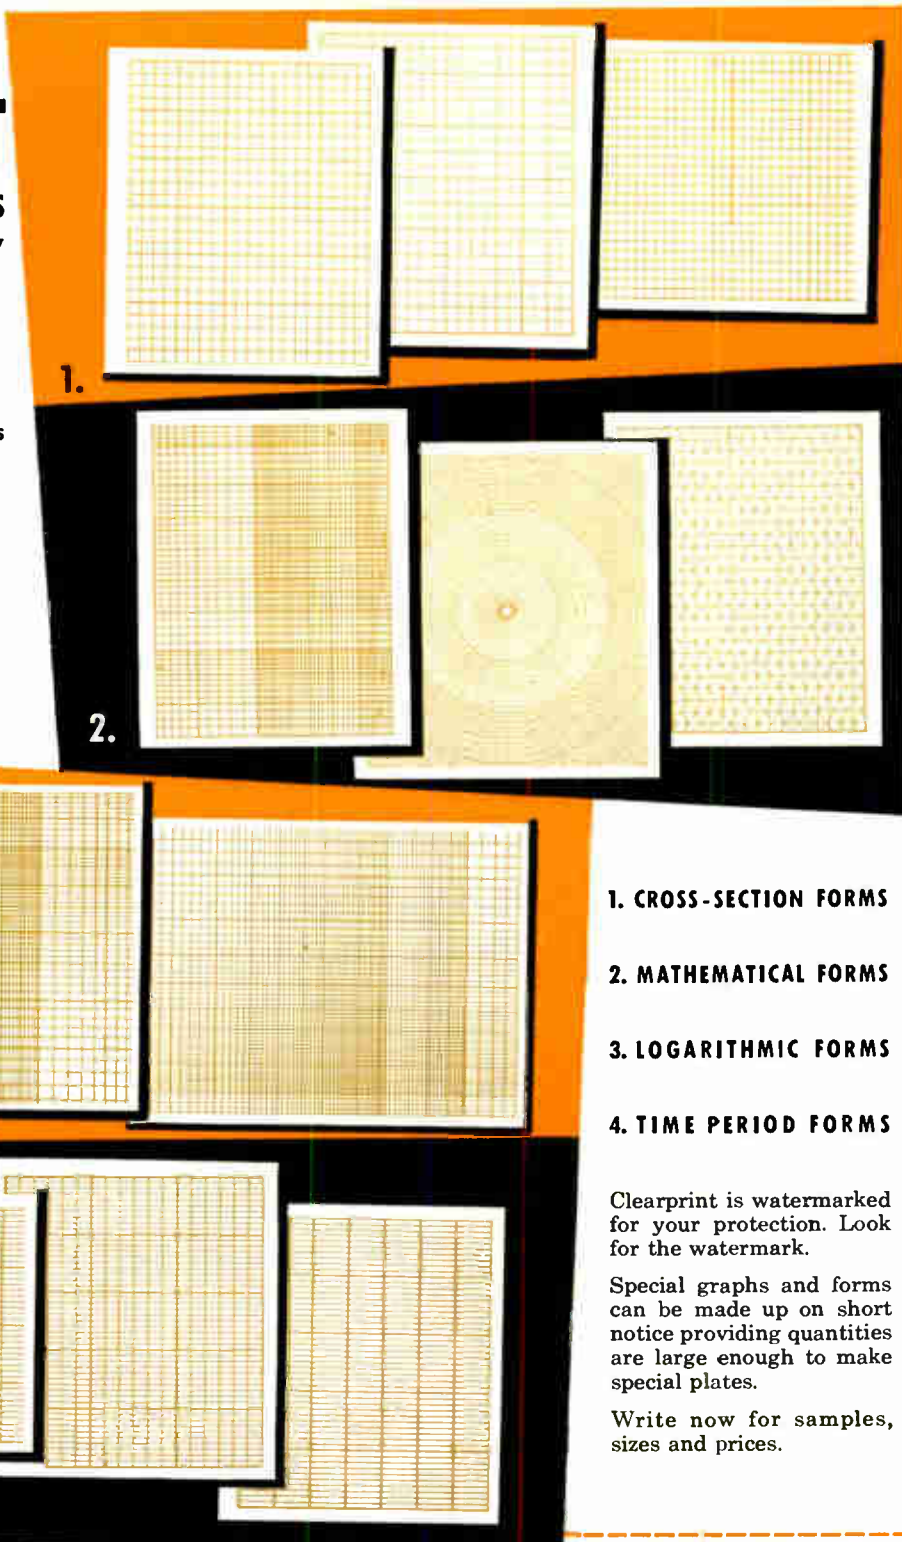 1.
2.
1. CROSS-SECTION FORMS
2. MATHEMATICAL FORMS
3. LOGARITHMIC FORMS
4. TIME PERIOD FORMS
Clearprint is watermarked
for your protection. Look
for the watermark.
Special graphs and forms
can be made up on short
notice providing quantities
are large enough to make
special plates.
Write now for samples,
sizes and prices.